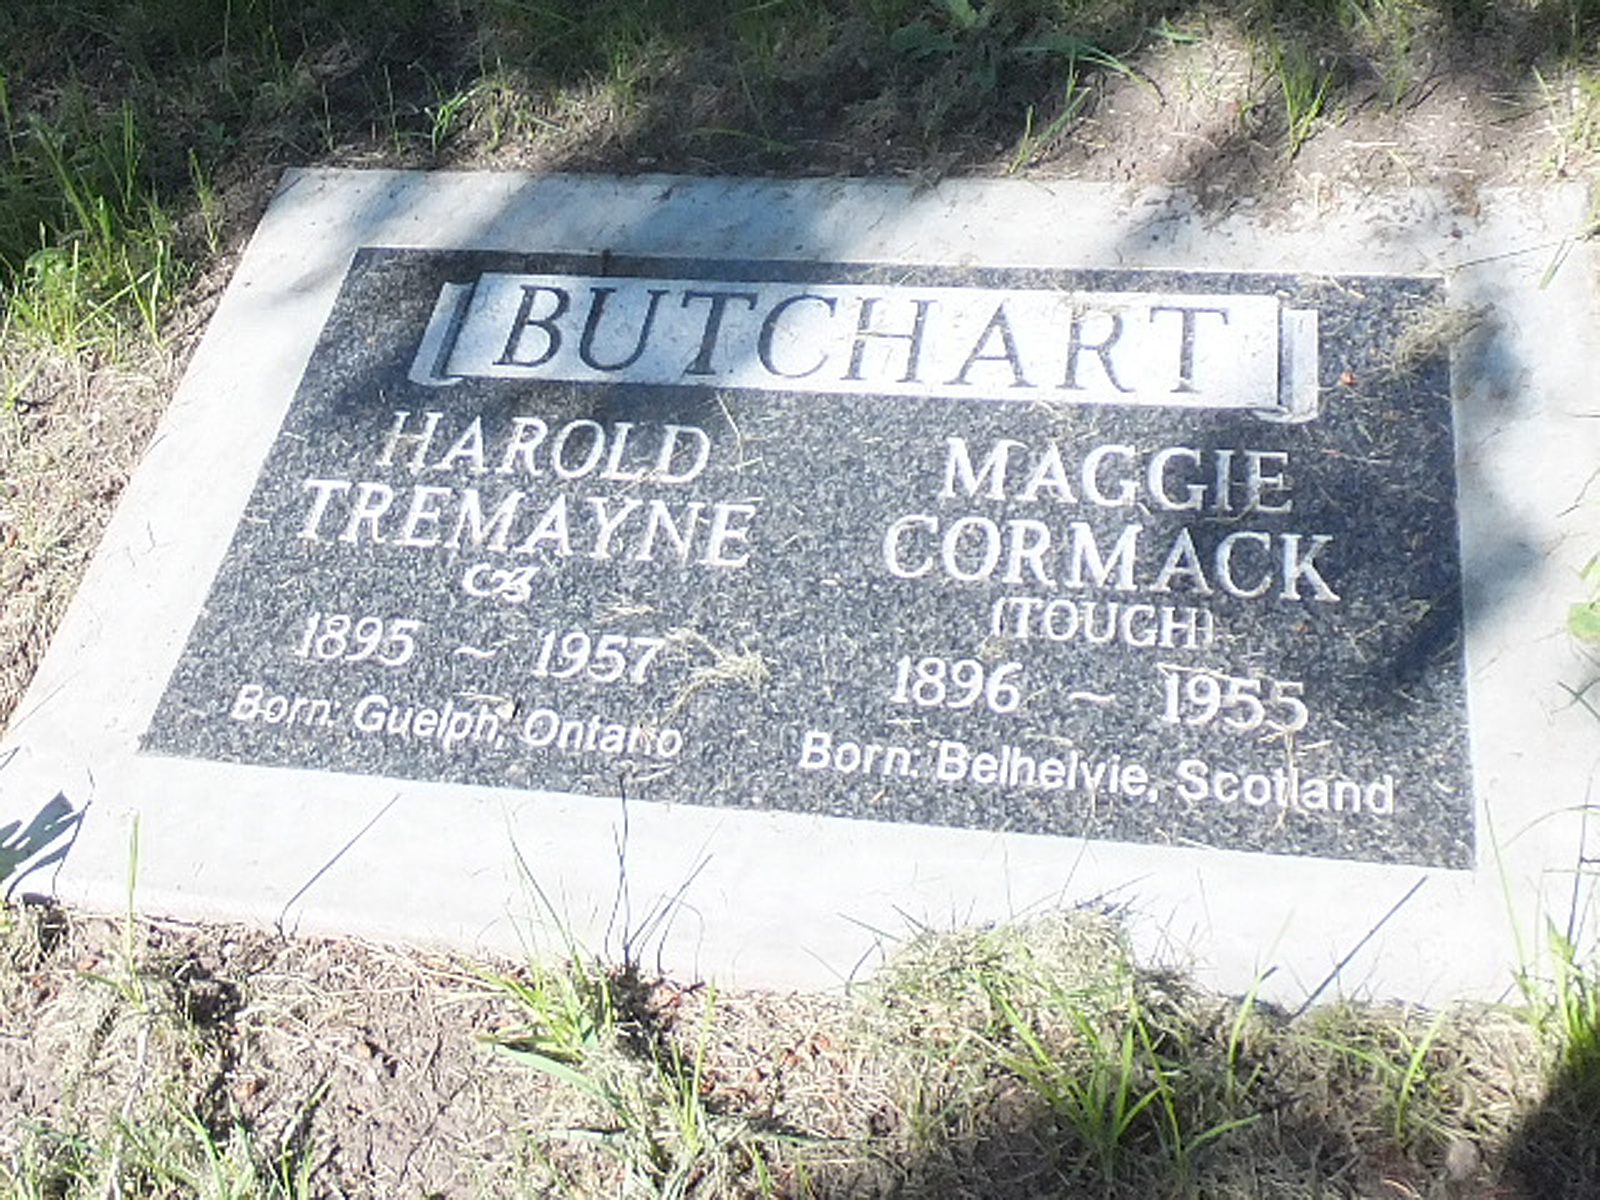 BUTCHART
HAROLD
TREMAYNE
1895 ~ 1957
Born: Guelph, Ontario
MAGGIE
CORMACK
(TOUGH)
1896 ~ 1955
Born: Belhelvie, Scotland